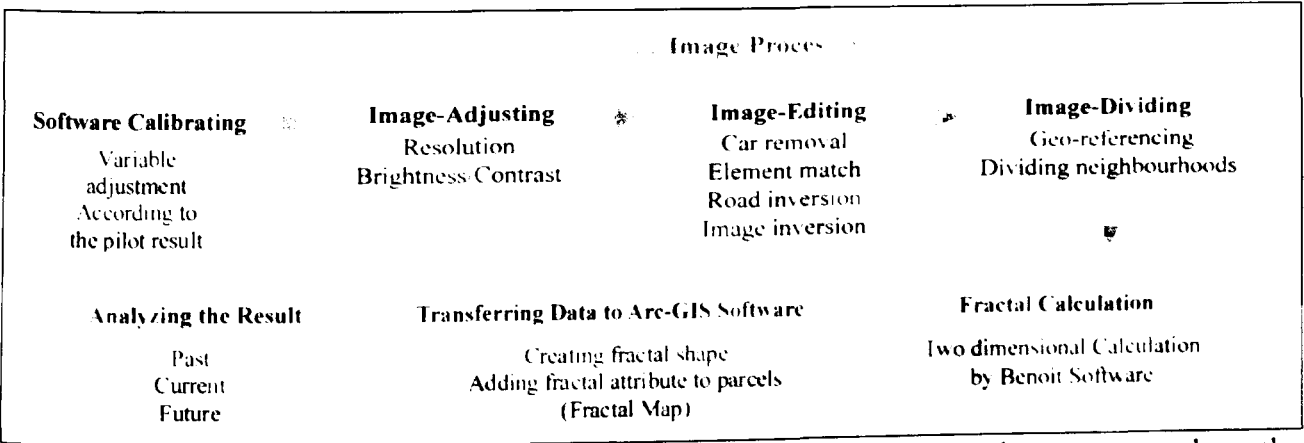 Image Proces
Software Calibrating
Variable
adjustment
According to
the pilot result
Image-Adjusting
Resolution
Brightness Contrast
Image-Editing
Car removal
Element match
Road inversion
Image inversion
Image-Dividing
Geo-referencing
Dividing neighbourhoods
Analyzing the Result
Past
Current
Future
Transferring Data to Arc-GIS Software
Creating fractal shape
Adding fractal attribute to parcels
(Fractal Map)
Fractal Calculation
Two dimensional Calculation
by Benoit Software